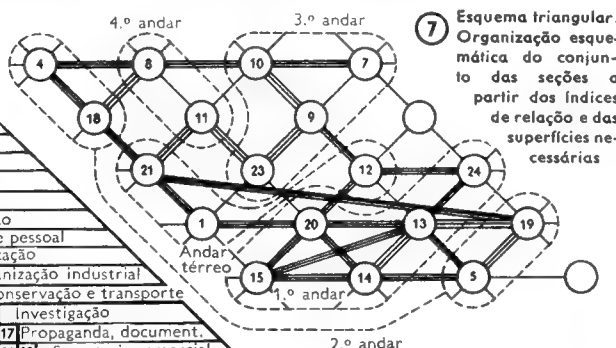 4.º andar
3.º andar
7
Esquema triangular.
Organização esque-
mática do conjun-
to das seções a
partir dos índices
de relação e das
superfícies ne-
cessárias
4
8
10
7
18
11
9
21
23
12
24
1
20
13
19
Andar
térreo
15
14
5
1.º andar
2.º andar
e pessoal
anização industrial
onservação e transporte
Investigação
17 Propaganda, document.